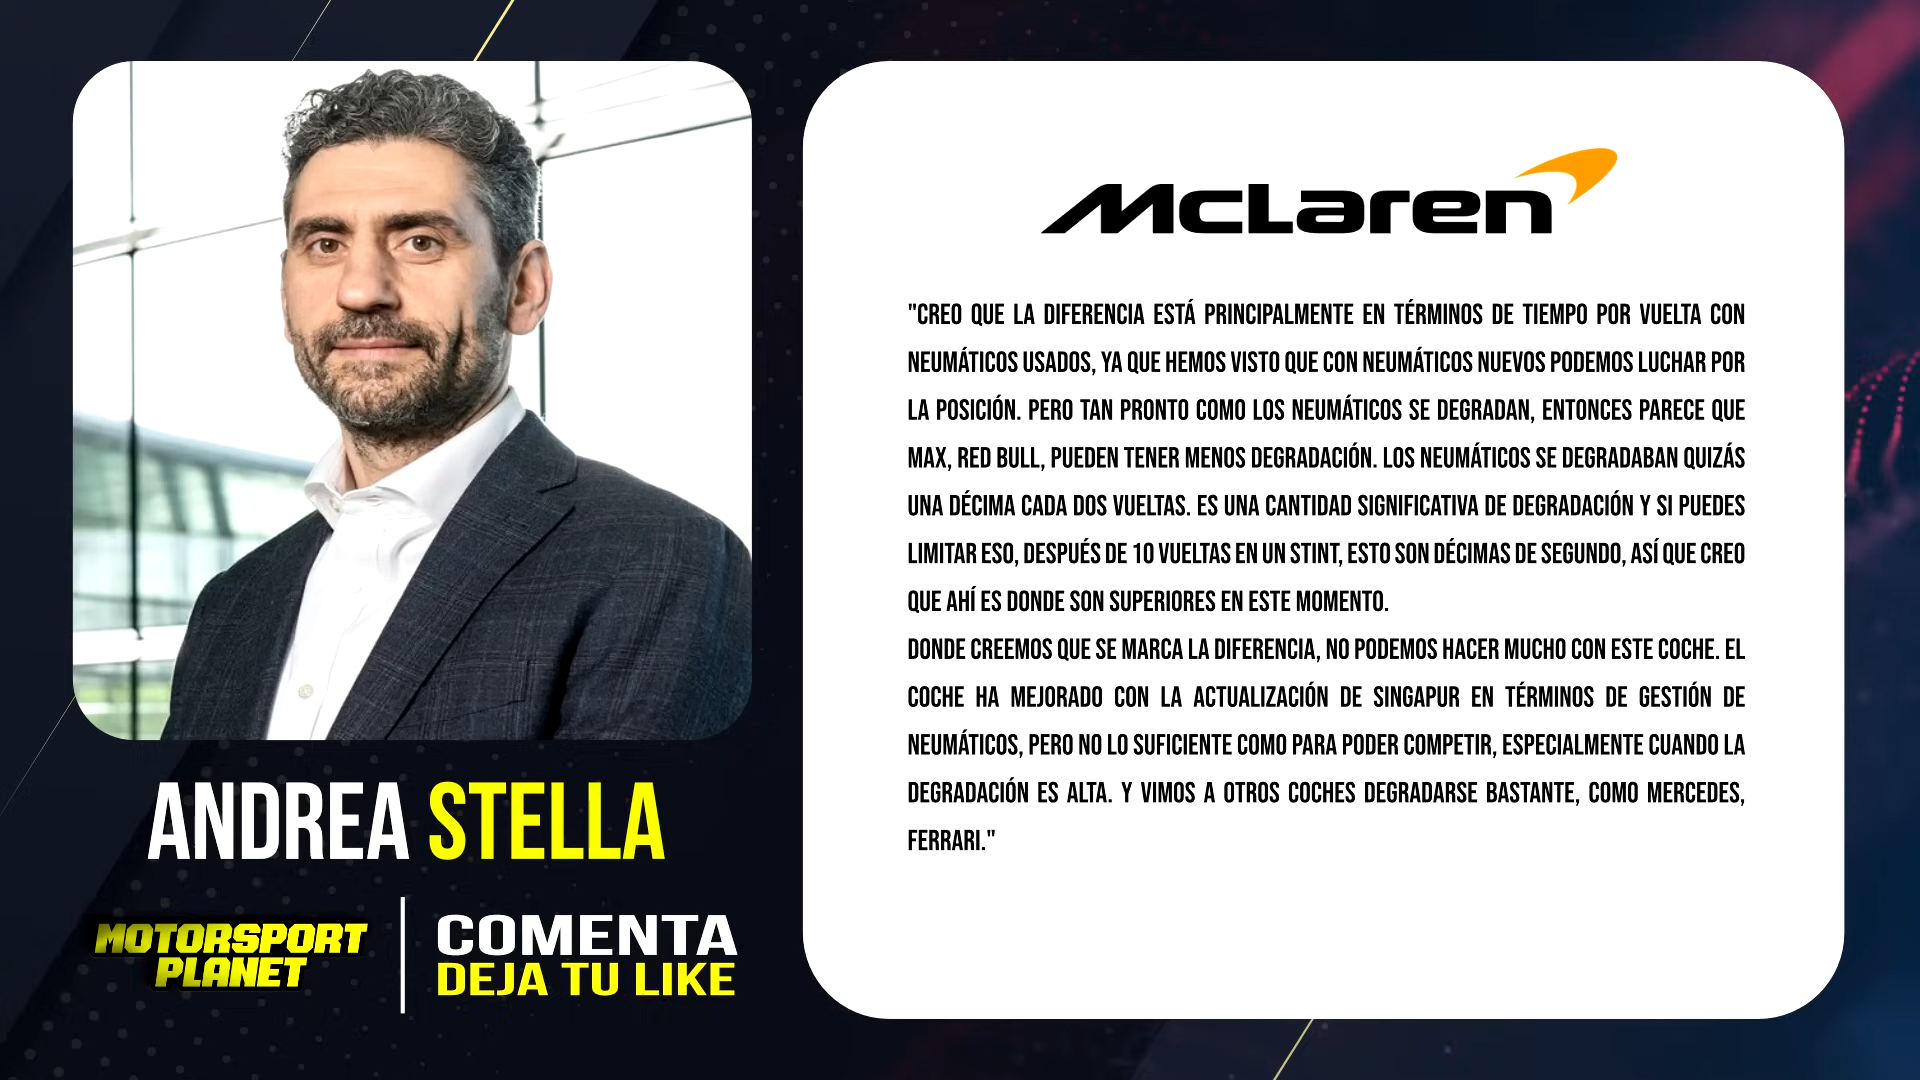 McLaren
"CREO QUE LA DIFERENCIA ESTÁ PRINCIPALMENTE EN TÉRMINOS DE TIEMPO POR VUELTA CON
NEUMÁTICOS USADOS, YA QUE HEMOS VISTO QUE CON NEUMÁTICOS NUEVOS PODEMOS LUCHAR POR
LA POSICIÓN. PERO TAN PRONTO COMO LOS NEUMÁTICOS SE DEGRADAN, ENTONCES PARECE QUE
MAX, RED BULL, PUEDEN TENER MENOS DEGRADACIÓN. LOS NEUMÁTICOS SE DEGRADABAN QUIZÁS
UNA DÉCIMA CADA DOS VUELTAS. ES UNA CANTIDAD SIGNIFICATIVA DE DEGRADACIÓN Y SI PUEDES
LIMITAR ESO, DESPUÉS DE 10 VUELTAS EN UN STINT, ESTO SON DÉCIMAS DE SEGUNDO, ASÍ QUE CREO
QUE AHÍ ES DONDE SON SUPERIORES EN ESTE MOMENTO.
DONDE CREEMOS QUE SE MARCA LA DIFERENCIA, NO PODEMOS HACER MUCHO CON ESTE COCHE. EL
COCHE HA MEJORADO CON LA ACTUALIZACIÓN DE SINGAPUR EN TÉRMINOS DE GESTIÓN DE
NEUMÁTICOS, PERO NO LO SUFICIENTE COMO PARA PODER COMPETIR, ESPECIALMENTE CUANDO LA
DEGRADACIÓN ES ALTA. Y VIMOS A OTROS COCHES DEGRADARSE BASTANTE, COMO MERCEDES,
FERRARI."
ANDREA STELLA
MOTORSPORT
PLANET
COMENTA
DEJA TU LIKE